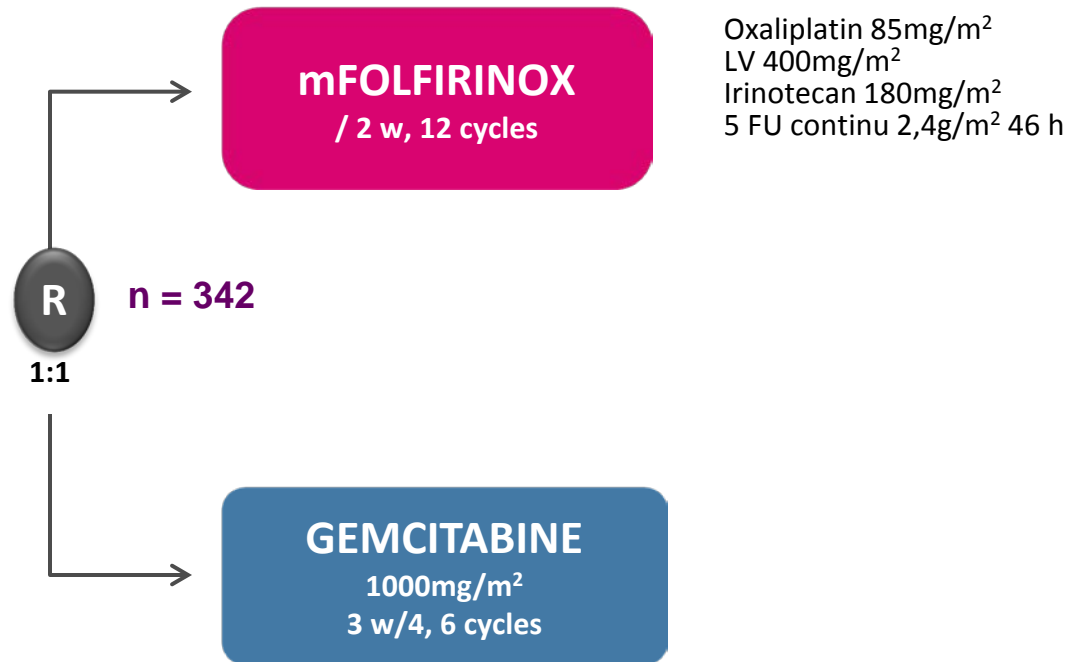 mFOLFIRINOX
/ 2 w, 12 cycles
Oxaliplatin 85mg/m²
LV 400mg/m²
Irinotecan 180mg/m²
5 FU continu 2,4g/m² 46 h
R
n = 342
1:1
GEMCITABINE
1000mg/m²
3 w/4, 6 cycles